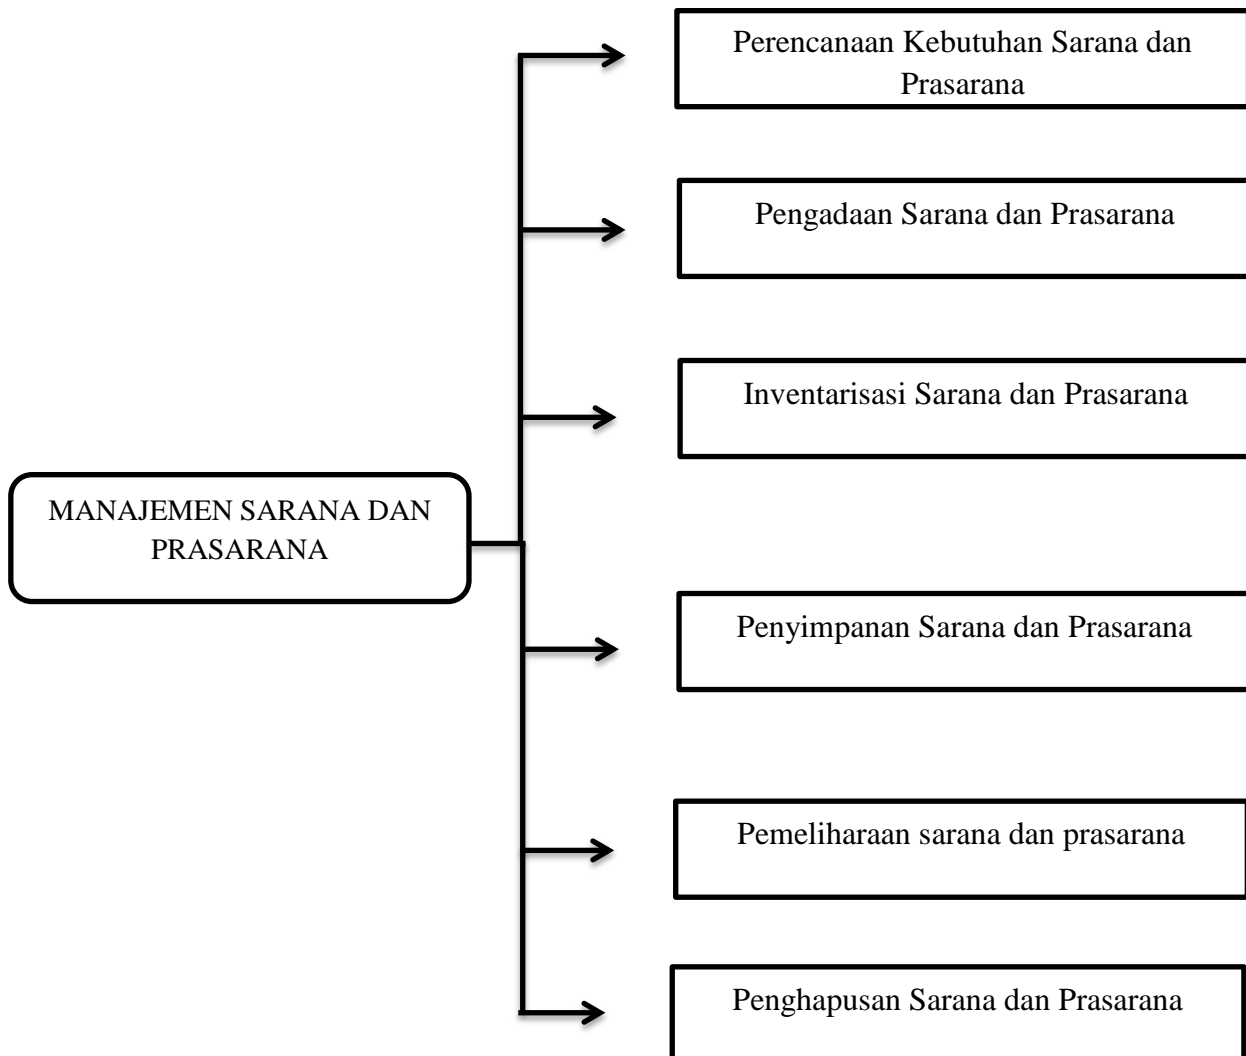 Perencanaan Kebutuhan Sarana dan
Prasarana
Pengadaan Sarana dan Prasarana
Inventarisasi Sarana dan Prasarana
MANAJEMEN SARANA DAN
PRASARANA
Penyimpanan Sarana dan Prasarana
Pemeliharaan sarana dan prasarana
Penghapusan Sarana dan Prasarana